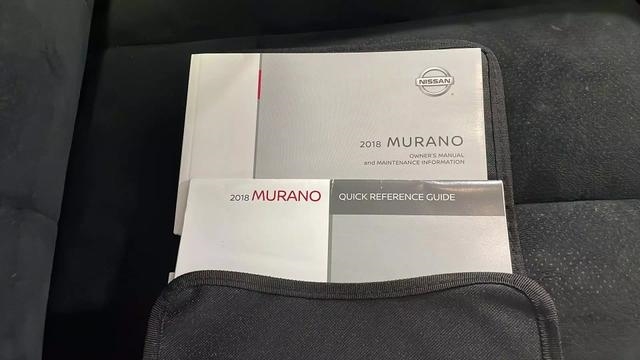 NISSAN
2018 MURANO
OWNER'S MANUAL
and MAINTENANCE INFORMATION
2018 MURANO
QUICK REFERENCE GUIDE